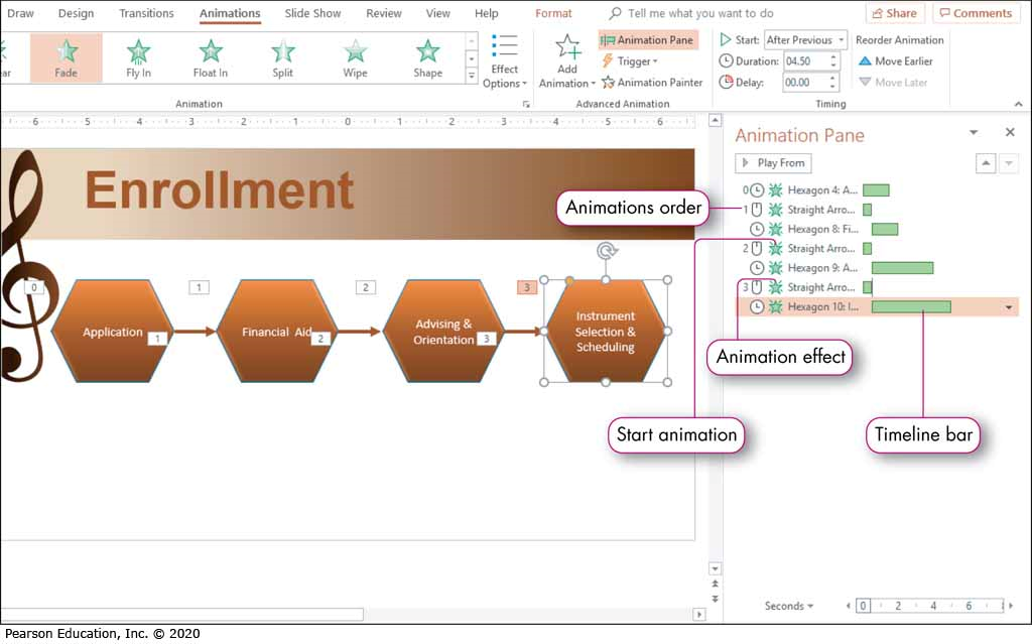 Draw Design Transitions Animations Slide Show Review View Help Format Tell me what you want to do Share Comments
Fade Fly In Float In Split Wipe Shape
Effect Options
Add Animation
Animation Pane
Trigger
Animation Painter
Start: After Previous
Duration: 04.50
Delay: 00.00
Reorder Animation
Move Earlier
Move Later
Animation Advanced Animation Timing
6 5 4 3 2 1 0 1 2 3 4 5 6
Enrollment
0 1 2 3
Application 1
Financial Aid 2
Advising &
Orientation 3
Instrument
Selection &
Scheduling
Animation Pane
Play From
0 Hexagon 4: A...
1 Straight Arro...
Hexagon 8: Fi...
2 Straight Arro...
Hexagon 9: A...
3 Straight Arro...
Hexagon 10: I...
Animations order
Animation effect
Start animation
Timeline bar
Seconds 0 2 4 6
Pearson Education, Inc. © 2020